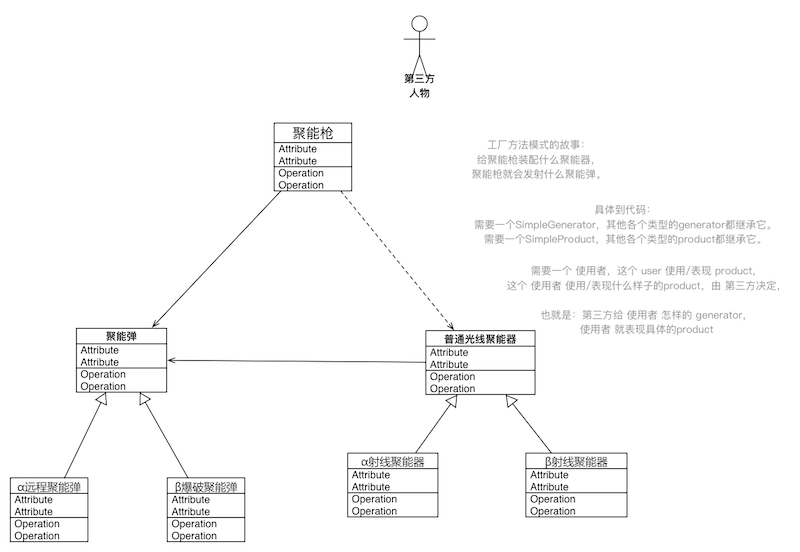 第三方
人物
聚能枪
Attribute
Attribute
Operation
Operation
工厂方法模式的故事：
给聚能枪装配什么聚能器，
聚能枪就会发射什么聚能弹。
具体到代码：
需要一个SimpleGenerator，其他各个类型的generator都继承它。
需要一个SimpleProduct，其他各个类型的product都继承它。
需要一个 使用者，这个 user 使用/表现 product，
这个 使用者 使用/表现什么样子的product，由 第三方决定，
也就是：第三方给 使用者 怎样的 generator，
使用者 就表现具体的product
聚能弹
Attribute
Attribute
Operation
Operation
普通光线聚能器
Attribute
Attribute
Operation
Operation
α远程聚能弹
Attribute
Attribute
Operation
Operation
β爆破聚能弹
Attribute
Attribute
Operation
Operation
α射线聚能器
Attribute
Attribute
Operation
Operation
β射线聚能器
Attribute
Attribute
Operation
Operation